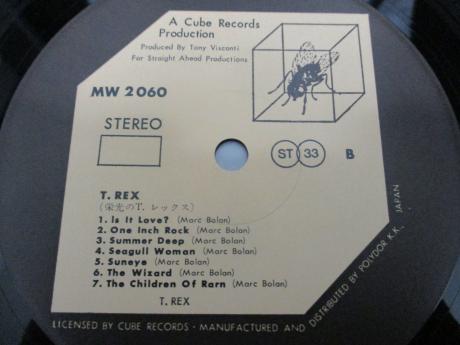 A Cube Records
Production
Produced By Tony Visconti
For Straight Ahead Productions
MW 2060
STEREO
ST 33 B
T. REX
(栄光のT. レックス)
1. Is It Love? (Marc Bolan)
2. One Inch Rock (Marc Bolan)
3. Summer Deep (Marc Bolan)
4. Seagull Woman (Marc Bolan)
5. Suneye (Marc Bolan)
6. The Wizard (Marc Bolan)
7. The Children Of Rarn (Marc Bolan)
T. REX
LICENSED BY CUBE RECORDS · MANUFACTURED AND DISTRIBUTED BY POLYDOR K.K. JAPAN